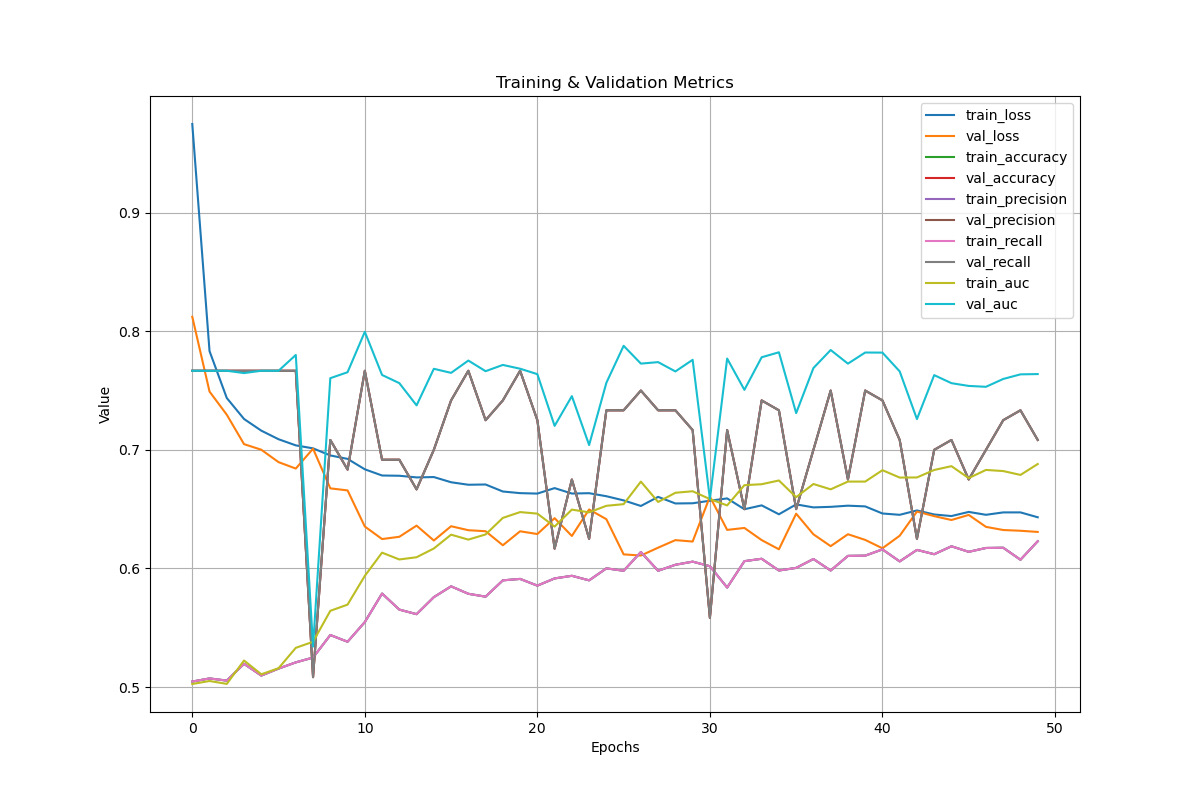 Training & Validation Metrics
train_loss
val_loss
train_accuracy
val_accuracy
train_precision
val_precision
train_recall
val_recall
train_auc
val_auc
0.9
0.8
0.7
0.6
0.5
Value
0 10 20 30 40 50
Epochs